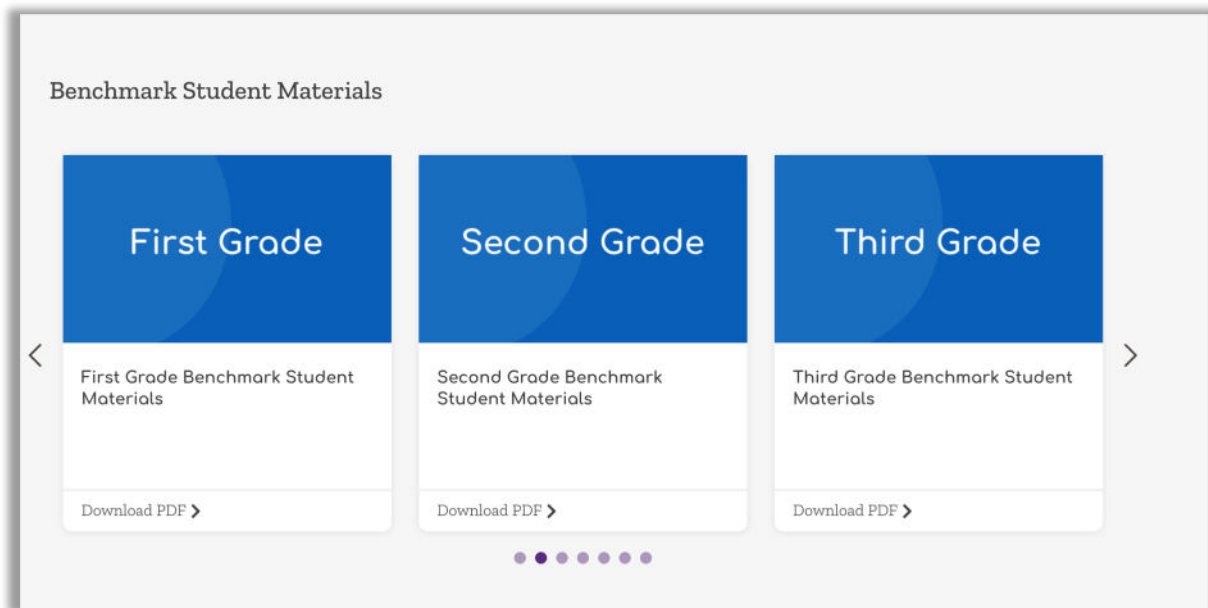 Benchmark Student Materials
First Grade
Second Grade
Third Grade
First Grade Benchmark Student
Materials
Second Grade Benchmark
Student Materials
Third Grade Benchmark Student
Materials
Download PDF
Download PDF
Download PDF